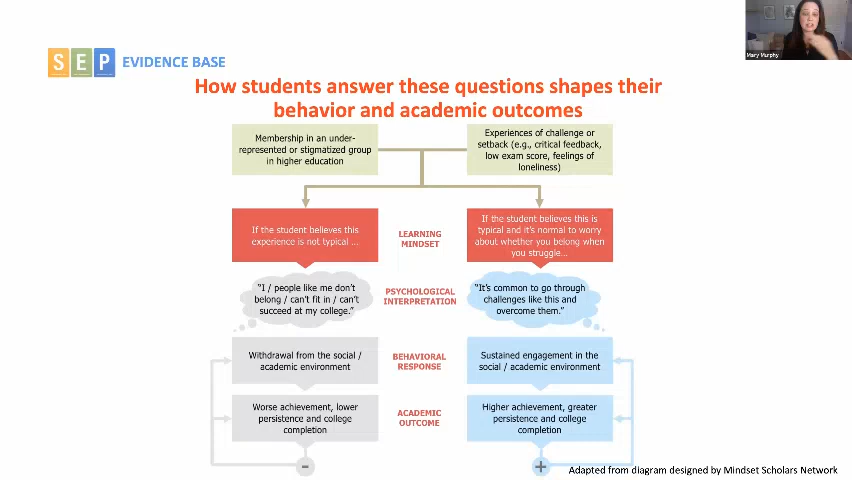 Mary Murphy
SEP EVIDENCE BASE
How students answer these questions shapes their
behavior and academic outcomes
Membership in an under-
represented or stigmatized group
in higher education
Experiences of challenge or
setback (e.g., critical feedback,
low exam score, feelings of
loneliness)
If the student believes this
experience is not typical ...
LEARNING
MINDSET
If the student believes this is
typical and it's normal to worry
about whether you belong when
you struggle...
"I / people like me don't
belong / can't fit in / can't
succeed at my college."
PSYCHOLOGICAL
INTERPRETATION
"It's common to go through
challenges like this and
overcome them."
Withdrawal from the social /
academic environment
BEHAVIORAL
RESPONSE
Sustained engagement in the
social / academic environment
Worse achievement, lower
persistence and college
completion
ACADEMIC
OUTCOME
Higher achievement, greater
persistence and college
completion
-
+
Adapted from diagram designed by Mindset Scholars Network